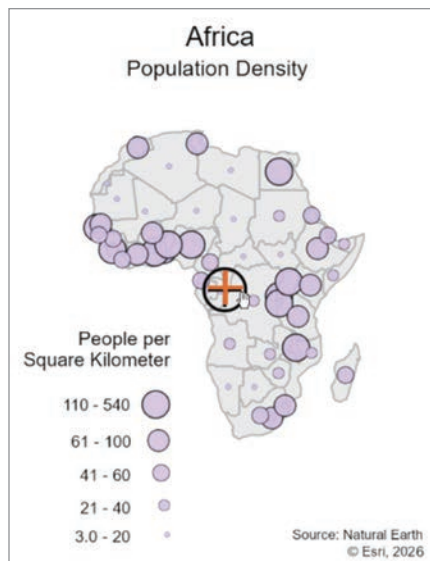 Africa
Population Density
People per
Square Kilometer
110 - 540
61 - 100
41 - 60
21 - 40
3.0 - 20
Source: Natural Earth
© Esri, 2026